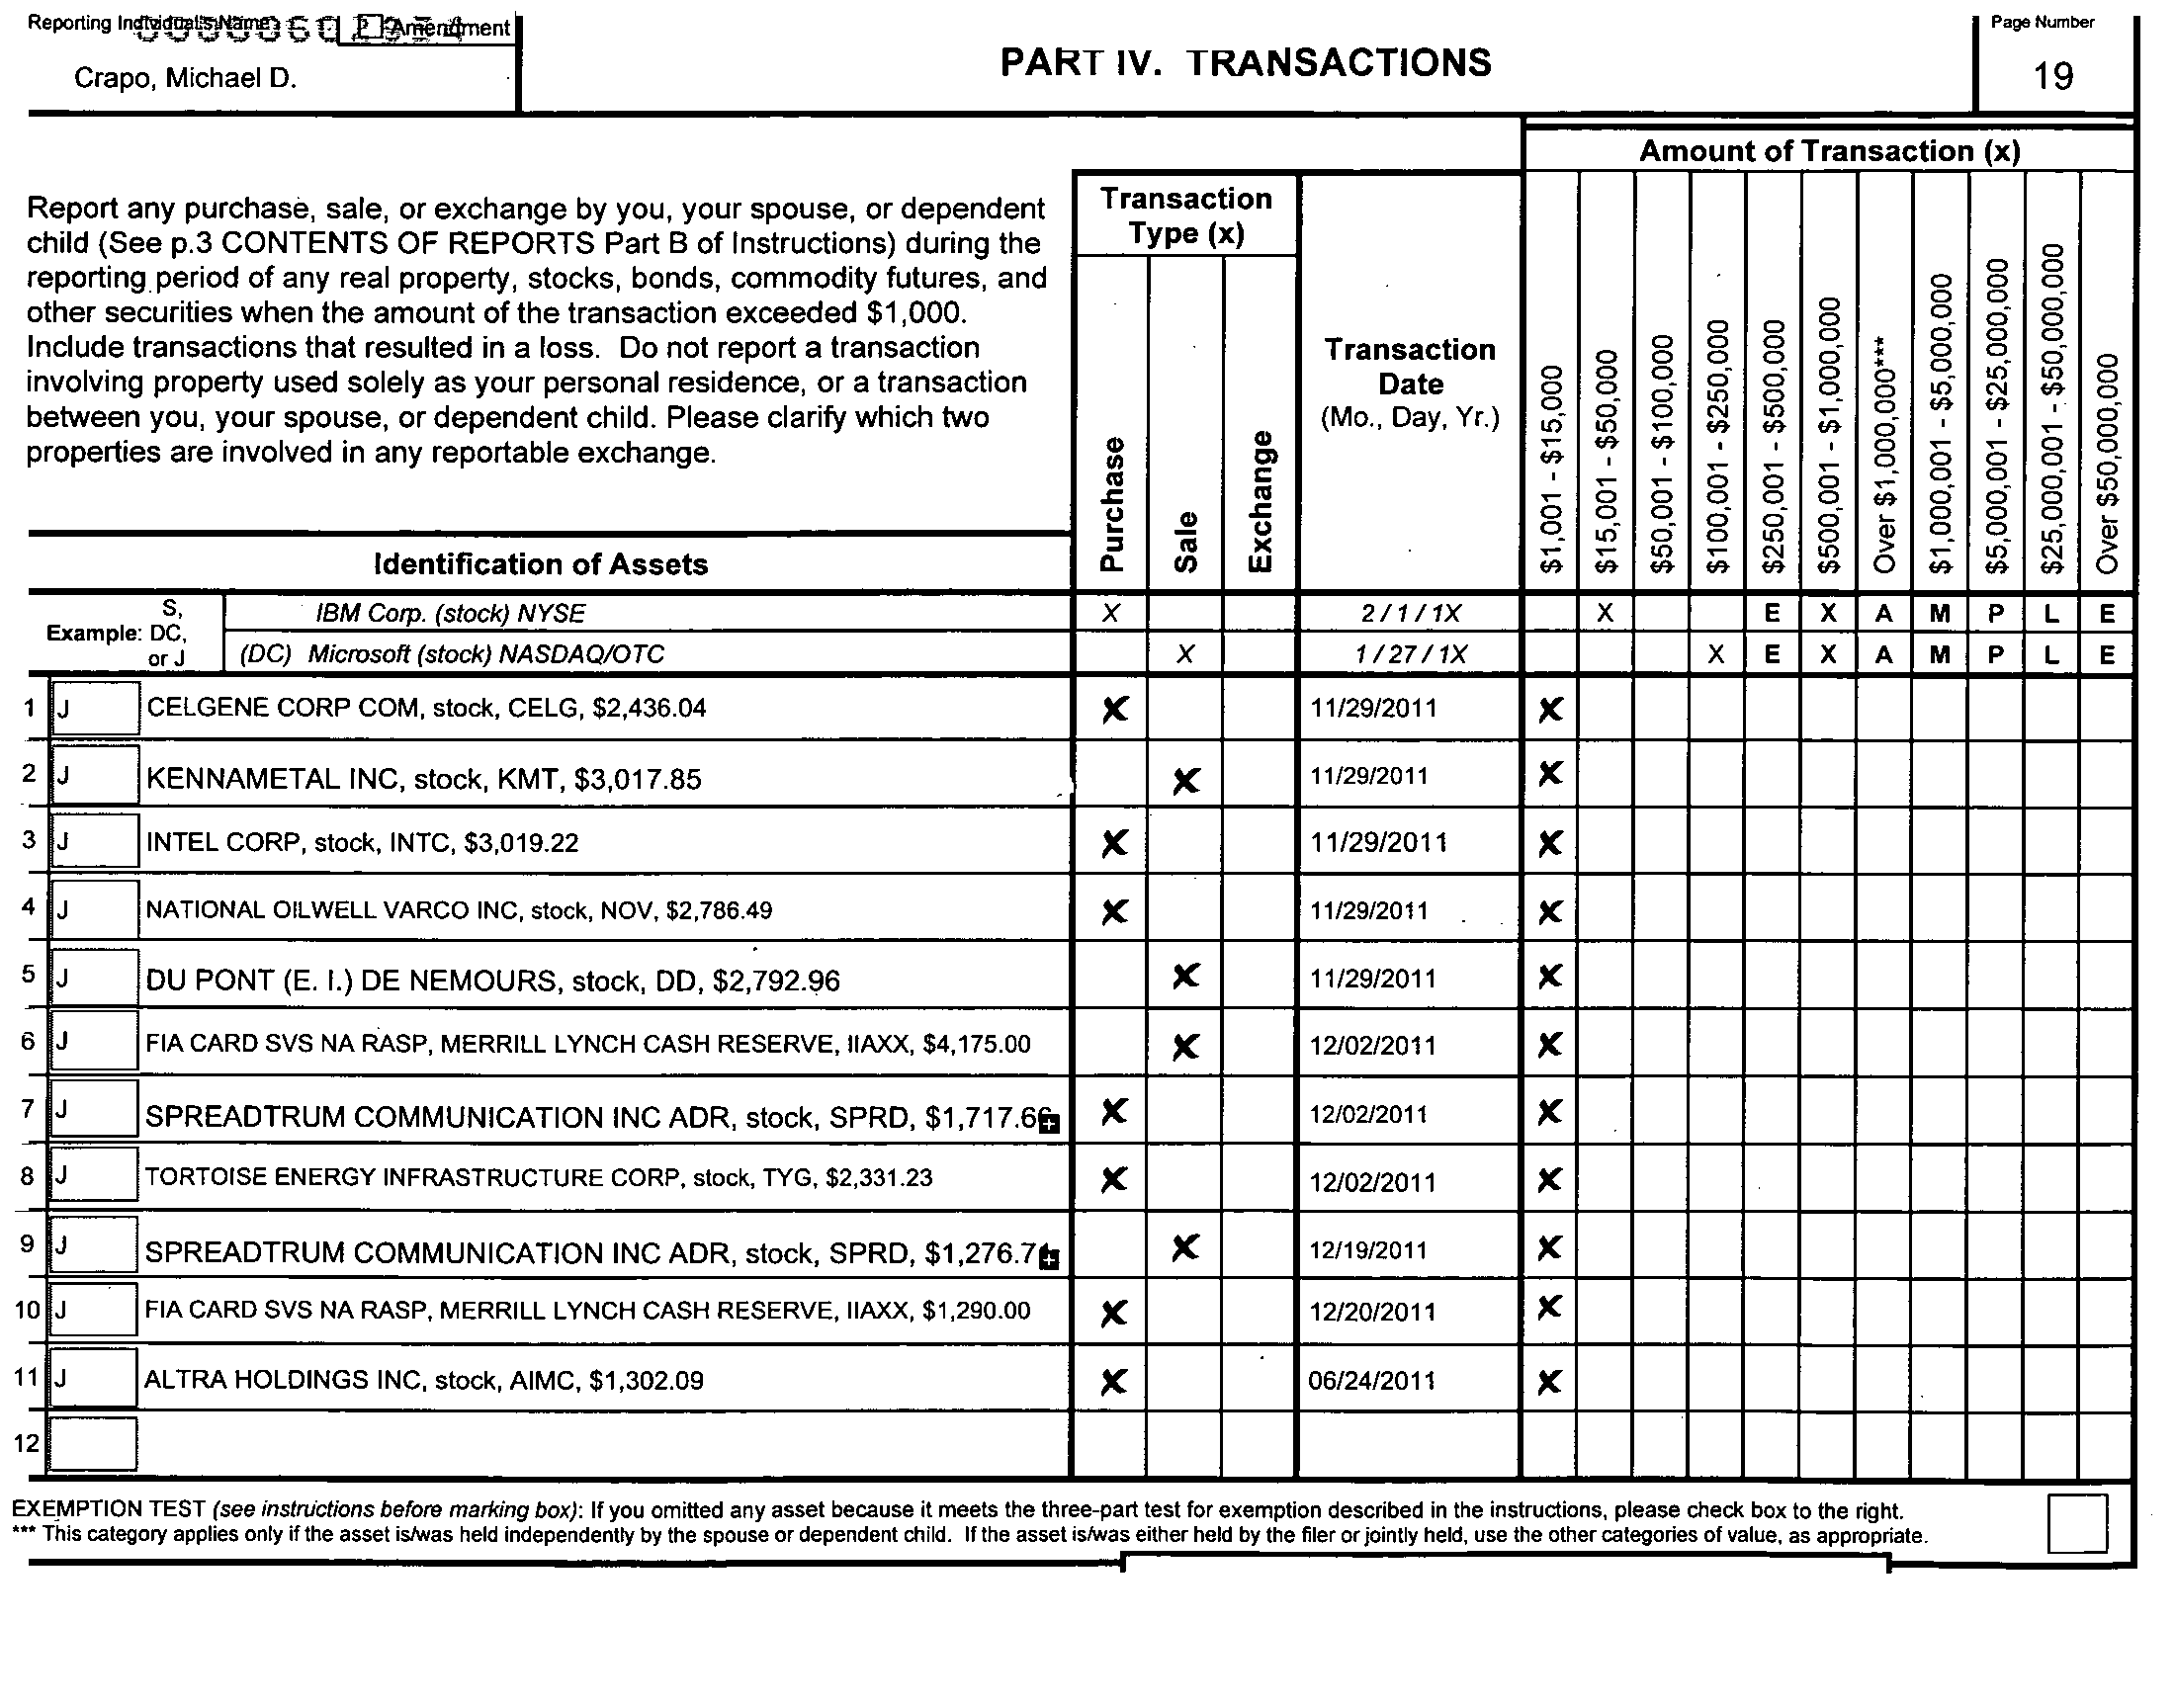 Reporting Individual's Name Amendment
Crapo, Michael D.
PART IV. TRANSACTIONS
Page Number
19
Amount of Transaction (x)
Report any purchase, sale, or exchange by you, your spouse, or dependent
child (See p.3 CONTENTS OF REPORTS Part B of Instructions) during the
reporting period of any real property, stocks, bonds, commodity futures, and
other securities when the amount of the transaction exceeded $1,000.
Include transactions that resulted in a loss. Do not report a transaction
involving property used solely as your personal residence, or a transaction
between you, your spouse, or dependent child. Please clarify which two
properties are involved in any reportable exchange.
Transaction
Type (x)
Purchase
Sale
Exchange
Transaction
Date
(Mo., Day, Yr.)
$1,001 - $15,000
$15,001 - $50,000
$50,001 - $100,000
$100,001 - $250,000
$250,001 - $500,000
$500,001 - $1,000,000
Over $1,000,000***
$1,000,001 - $5,000,000
$5,000,001 - $25,000,000
$25,000,001 - $50,000,000
Over $50,000,000
Identification of Assets
Example: S, DC, or J
IBM Corp. (stock) NYSE X 2 / 1 / 1X X E X A M P L E
(DC) Microsoft (stock) NASDAQ/OTC X 1 / 27 / 1X X E X A M P L E
1 J CELGENE CORP COM, stock, CELG, $2,436.04 X 11/29/2011 X
2 J KENNAMETAL INC, stock, KMT, $3,017.85 X 11/29/2011 X
3 J INTEL CORP, stock, INTC, $3,019.22 X 11/29/2011 X
4 J NATIONAL OILWELL VARCO INC, stock, NOV, $2,786.49 X 11/29/2011 X
5 J DU PONT (E. I.) DE NEMOURS, stock, DD, $2,792.96 X 11/29/2011 X
6 J FIA CARD SVS NA RASP, MERRILL LYNCH CASH RESERVE, IIAXX, $4,175.00 X 12/02/2011 X
7 J SPREADTRUM COMMUNICATION INC ADR, stock, SPRD, X 12/02/2011 X
8 J TORTOISE ENERGY INFRASTRUCTURE CORP, stock, TYG, $2,331.23 X 12/02/2011 X
9 J SPREADTRUM COMMUNICATION INC ADR, stock, SPRD, X 12/19/2011 X
10 J FIA CARD SVS NA RASP, MERRILL LYNCH CASH RESERVE, IIAXX, $1,290.00 X 12/20/2011 X
11 J ALTRA HOLDINGS INC, stock, AIMC, $1,302.09 X 06/24/2011 X
12
EXEMPTION TEST (see instructions before marking box): If you omitted any asset because it meets the three-part test for exemption described in the instructions, please check box to the right.
*** This category applies only if the asset is/was held independently by the spouse or dependent child. If the asset is/was either held by the filer or jointly held, use the other categories of value, as appropriate.